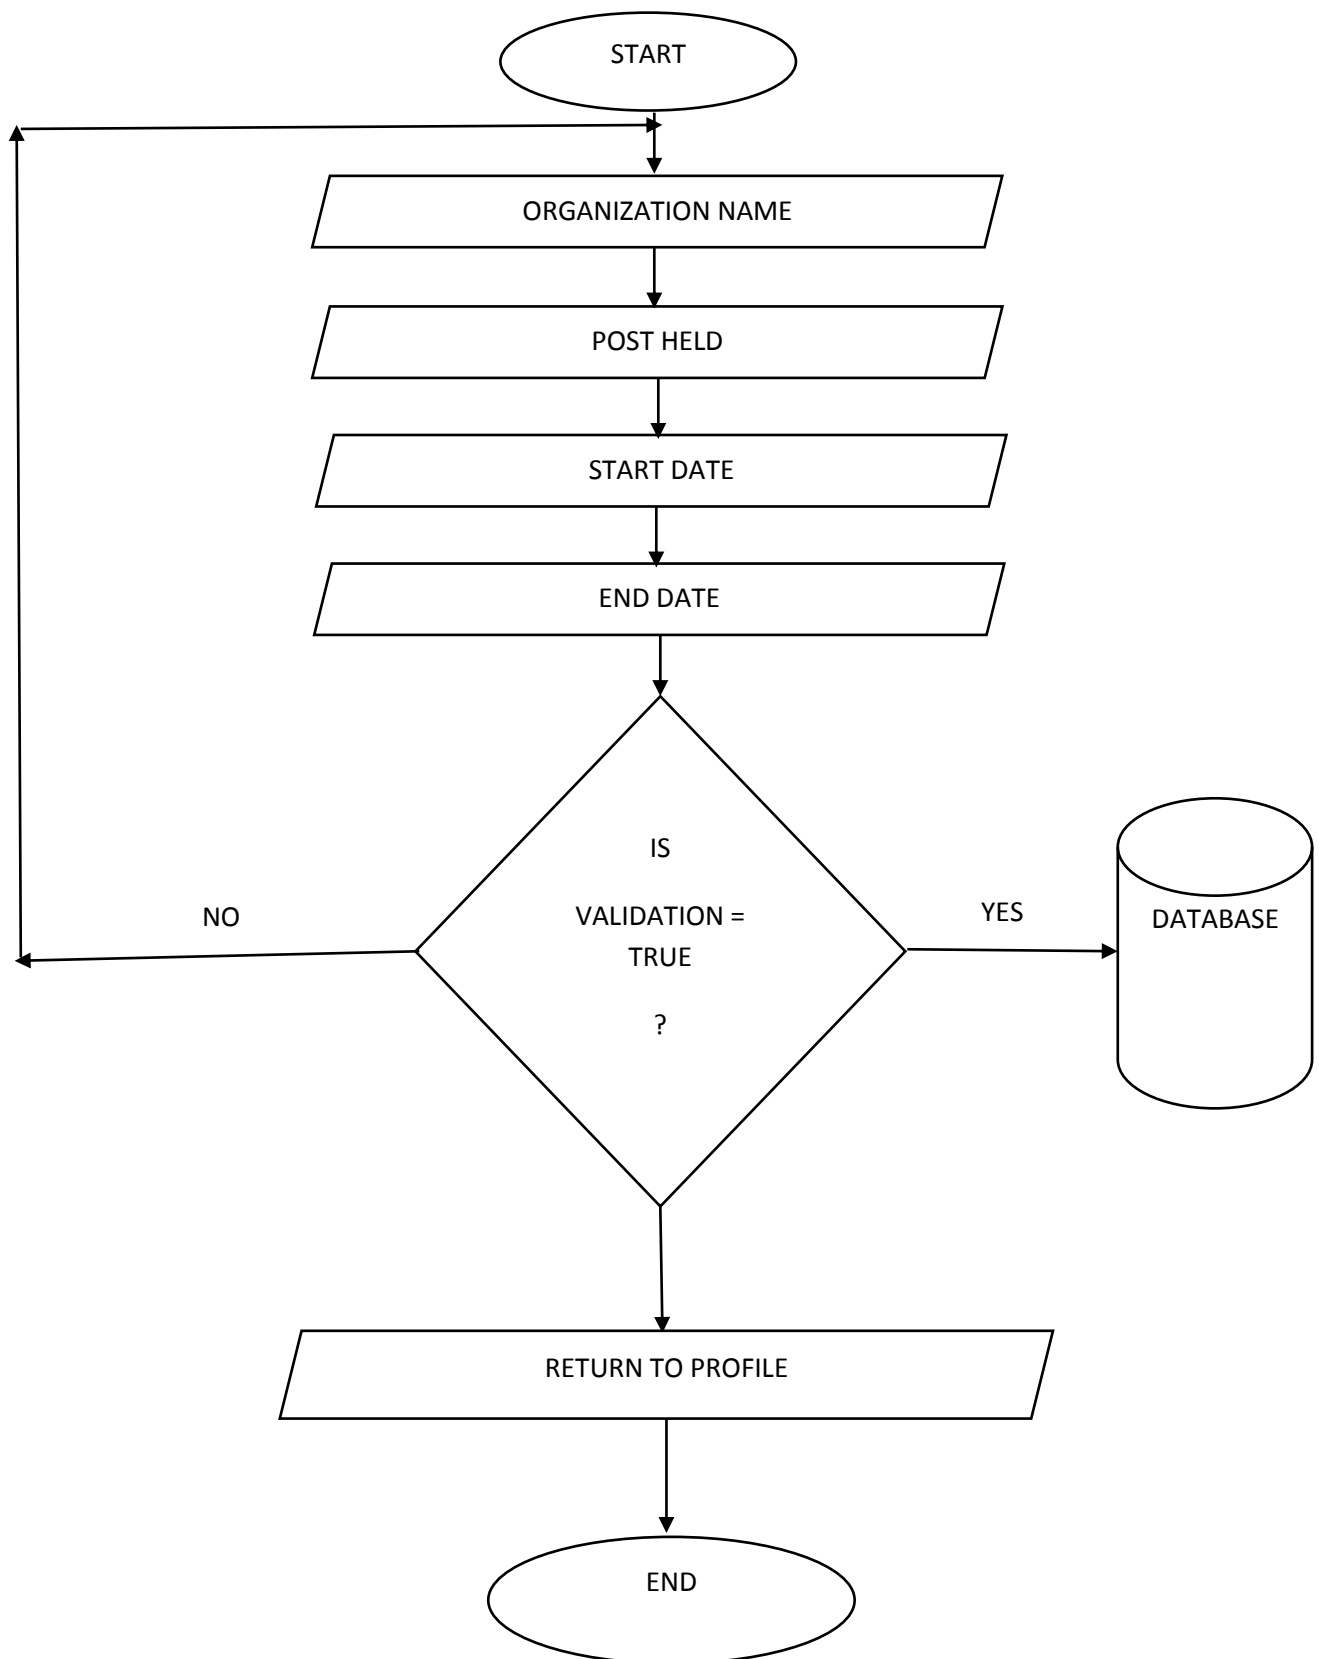 START
ORGANIZATION NAME
POST HELD
START DATE
END DATE
IS
VALIDATION =
TRUE
?
NO
YES
DATABASE
RETURN TO PROFILE
END